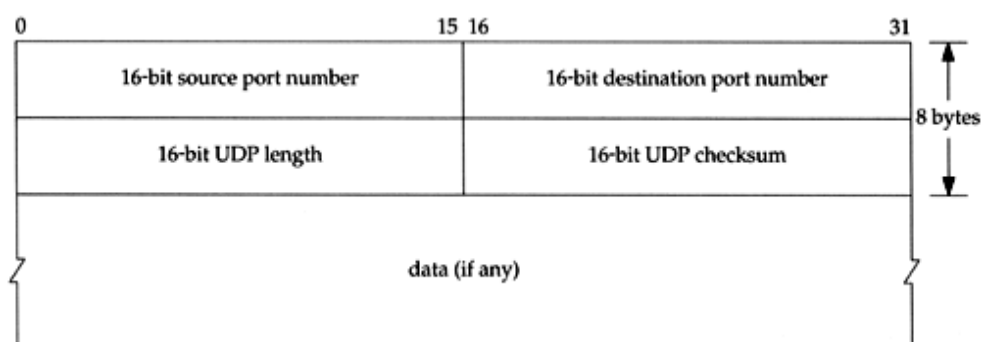 0 15 16 31
16-bit source port number 16-bit destination port number
8 bytes
16-bit UDP length 16-bit UDP checksum
data (if any)